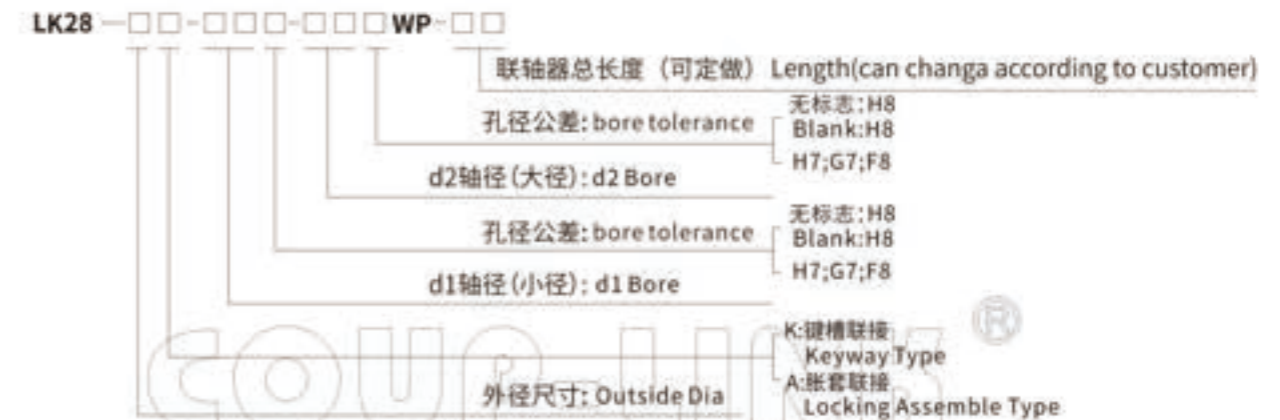 LK28 —□□-□□□-□□□WP-□□
联轴器总长度（可定做） Length(can changa according to customer)
无标志:H8
孔径公差: bore tolerance
Blank:H8
H7;G7;F8
d2轴径(大径): d2 Bore
无标志:H8
孔径公差: bore tolerance
Blank:H8
H7;G7;F8
d1轴径(小径): d1 Bore
®
K:键槽联接
Keyway Type
A:胀套联接
外径尺寸: Outside Dia
Locking Assemble Type
COUP-LINK